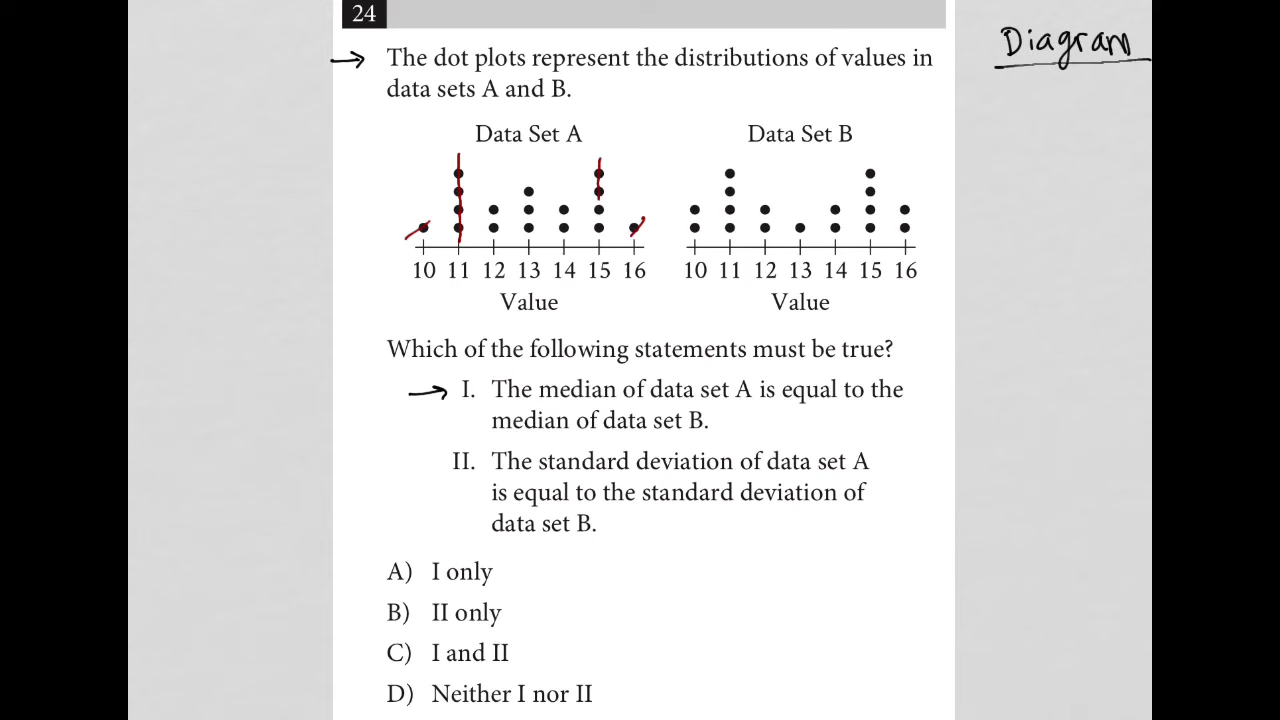 24
Diagram
The dot plots represent the distributions of values in
data sets A and B.
Data Set A
Data Set B
10 11 12 13 14 15 16
10 11 12 13 14 15 16
Value
Value
Which of the following statements must be true?
I. The median of data set A is equal to the
median of data set B.
II. The standard deviation of data set A
is equal to the standard deviation of
data set B.
A) I only
B) II only
C) I and II
D) Neither I nor II